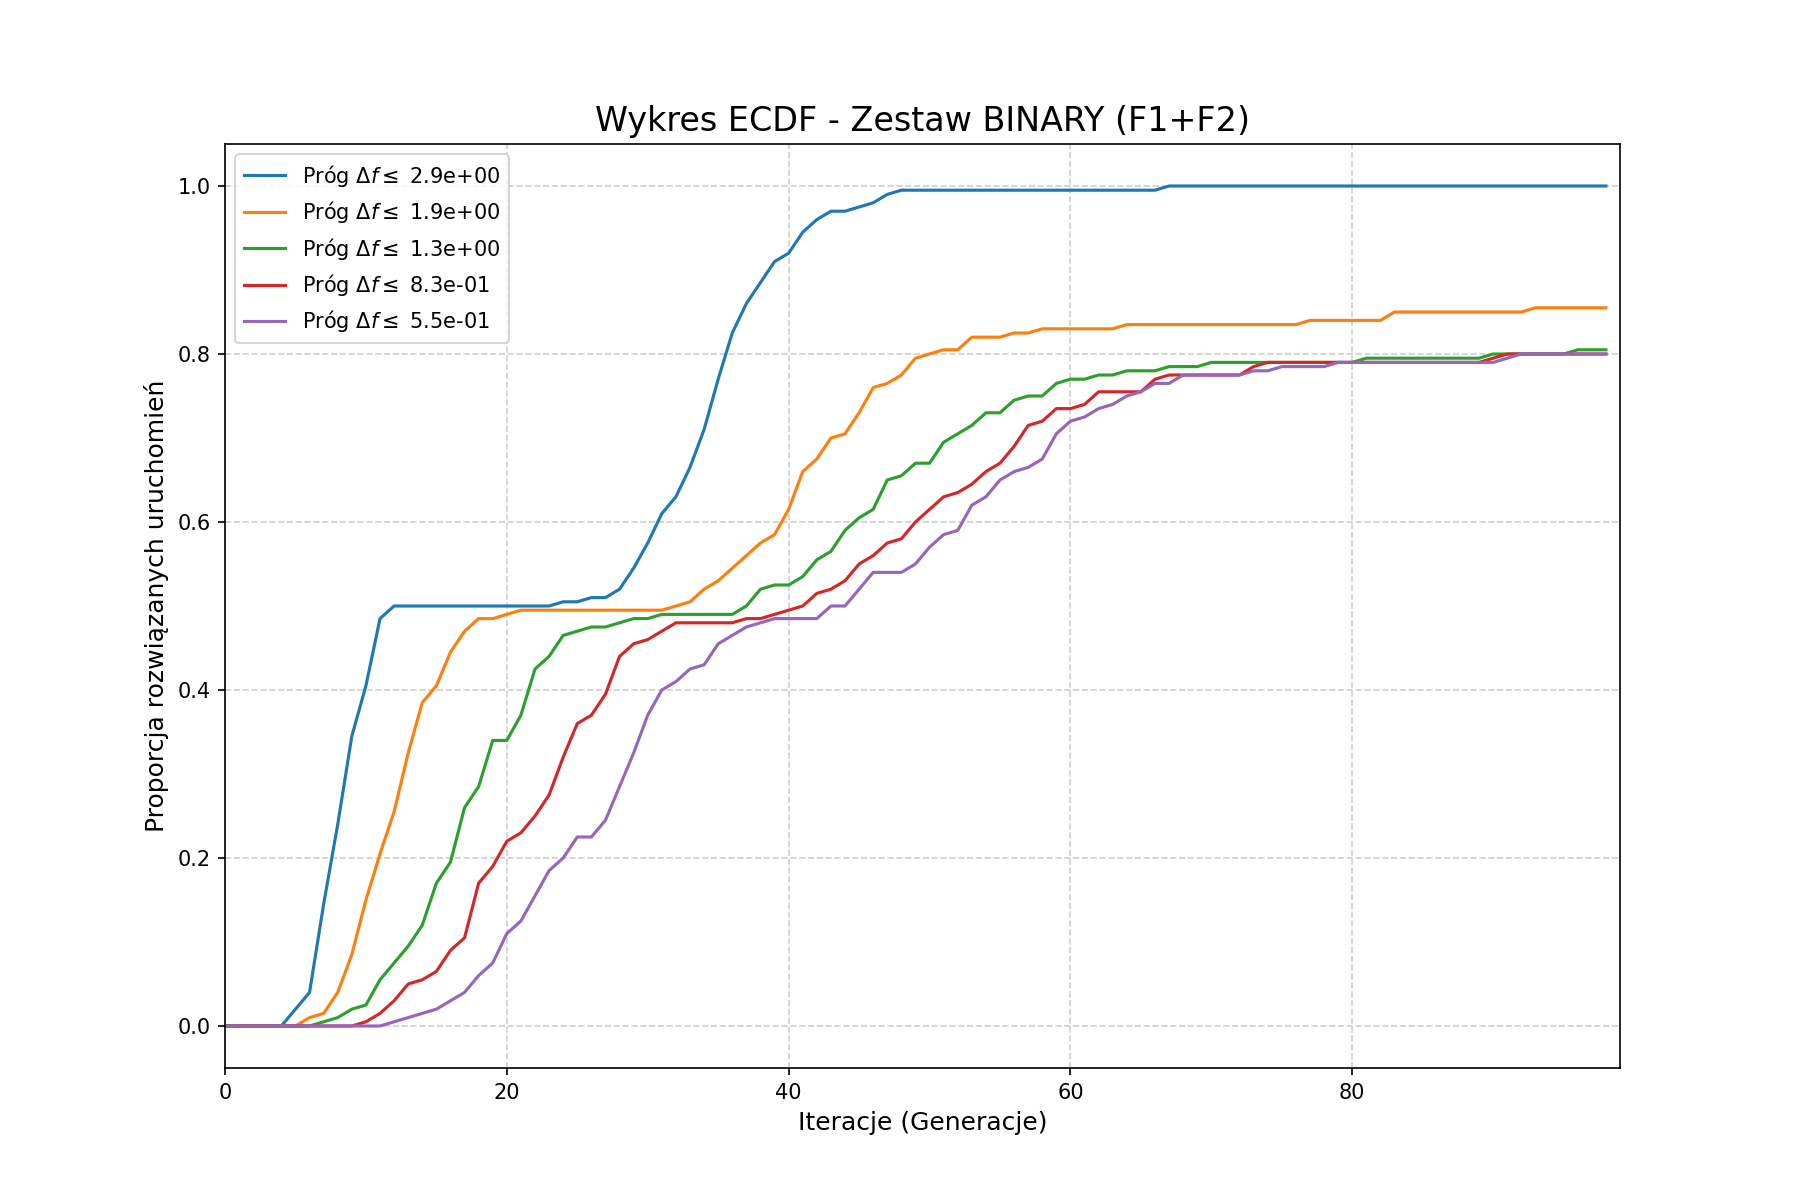 Wykres ECDF - Zestaw BINARY (F1+F2)
Próg Δf ≤ 2.9e+00
Próg Δf ≤ 1.9e+00
Próg Δf ≤ 1.3e+00
Próg Δf ≤ 8.3e-01
Próg Δf ≤ 5.5e-01
Proporcja rozwiązanych uruchomień
1.0
0.8
0.6
0.4
0.2
0.0
0 20 40 60 80
Iteracje (Generacje)